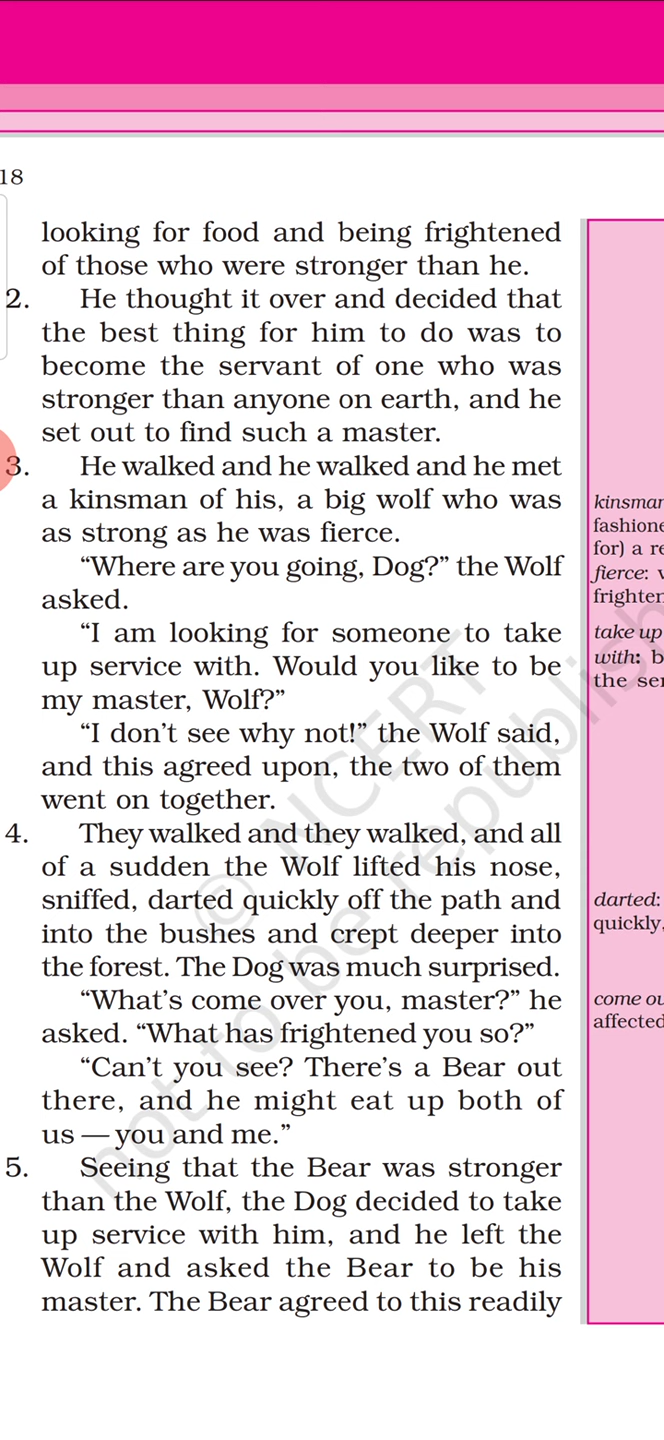 18
looking for food and being frightened
of those who were stronger than he.
2. He thought it over and decided that
the best thing for him to do was to
become the servant of one who was
stronger than anyone on earth, and he
set out to find such a master.
3. He walked and he walked and he met
a kinsman of his, a big wolf who was
as strong as he was fierce.
“Where are you going, Dog?” the Wolf
asked.
“I am looking for someone to take
up service with. Would you like to be
my master, Wolf?”
“I don’t see why not!” the Wolf said,
and this agreed upon, the two of them
went on together.
4. They walked and they walked, and all
of a sudden the Wolf lifted his nose,
sniffed, darted quickly off the path and
into the bushes and crept deeper into
the forest. The Dog was much surprised.
“What’s come over you, master?” he
asked. “What has frightened you so?”
“Can’t you see? There’s a Bear out
there, and he might eat up both of
us — you and me.”
5. Seeing that the Bear was stronger
than the Wolf, the Dog decided to take
up service with him, and he left the
Wolf and asked the Bear to be his
master. The Bear agreed to this readily
for) a
fierce:
take up
with:
the
darted:
quickly,
come
© NCERT
not to be republish